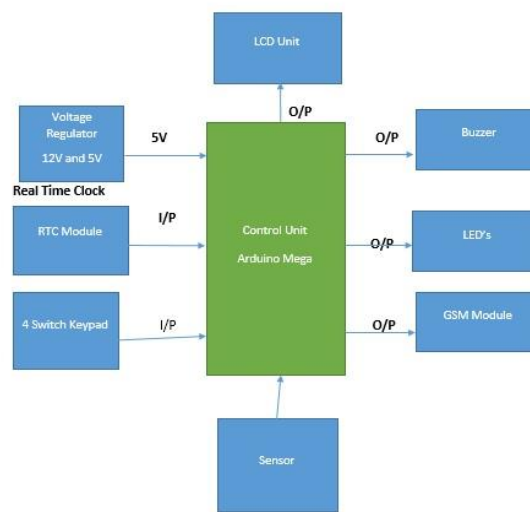 LCD Unit
O/P
Voltage
Regulator
12V and 5V
5V
O/P
Buzzer
Real Time Clock
RTC Module
I/P
Control Unit
Arduino Mega
O/P
LED's
4 Switch Keypad
I/P
O/P
GSM Module
Sensor